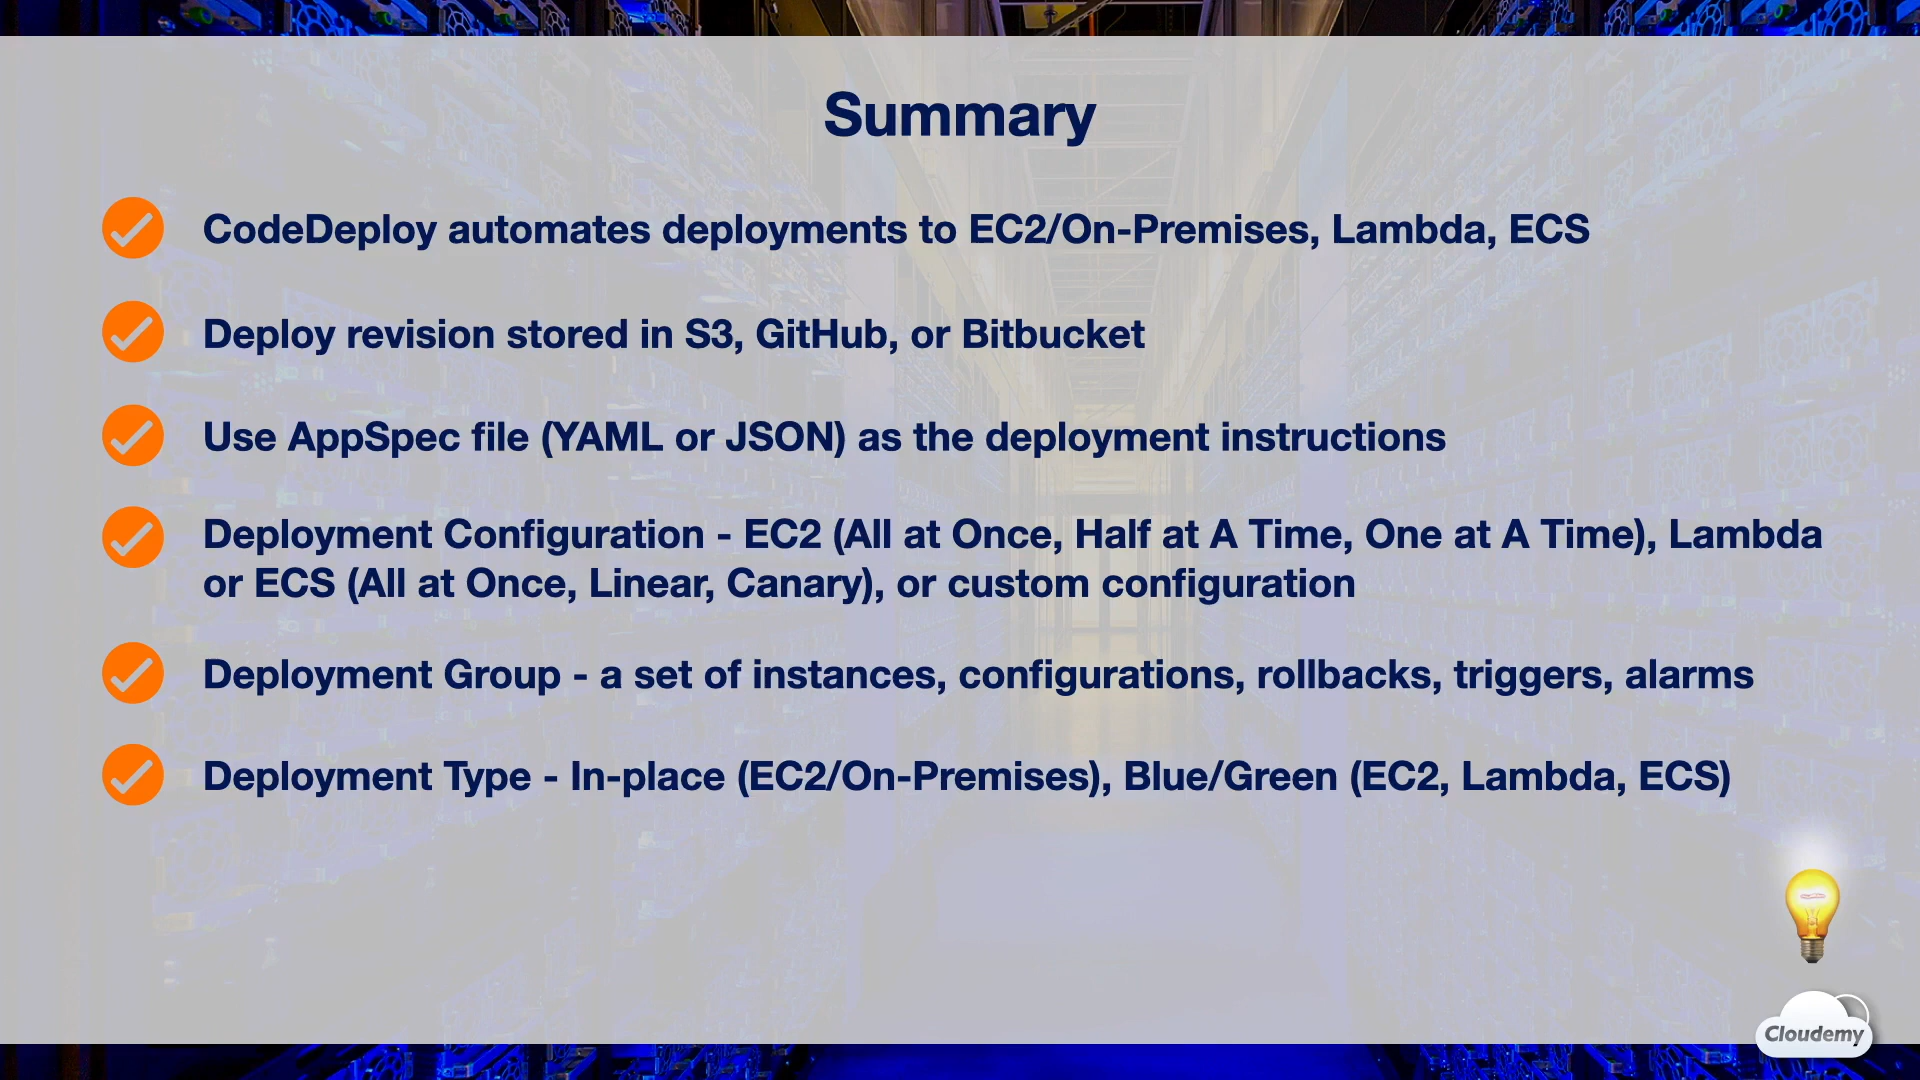 Summary
CodeDeploy automates deployments to EC2/On-Premises, Lambda, ECS
Deploy revision stored in S3, GitHub, or Bitbucket
Use AppSpec file (YAML or JSON) as the deployment instructions
Deployment Configuration - EC2 (All at Once, Half at A Time, One at A Time), Lambda
or ECS (All at Once, Linear, Canary), or custom configuration
Deployment Group - a set of instances, configurations, rollbacks, triggers, alarms
Deployment Type - In-place (EC2/On-Premises), Blue/Green (EC2, Lambda, ECS)
Cloudemy